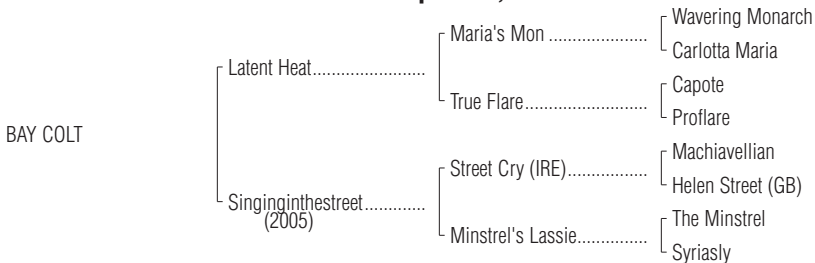 Wavering Monarch
Maria's Mon ......................
Carlotta Maria
Latent Heat........................
Capote
True Flare..........................
Proflare
BAY COLT
Machiavellian
Street Cry (IRE).................
Helen Street (GB)
Singinginthestreet.............
(2005)
The Minstrel
Minstrel's Lassie...............
Syriasly